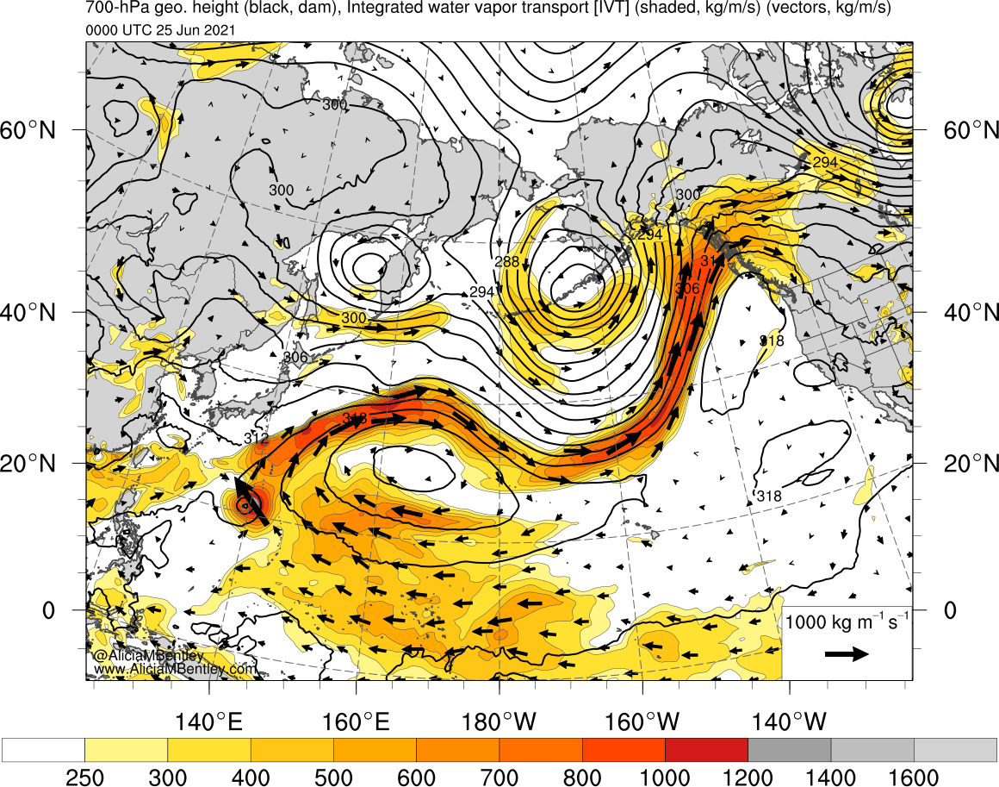 700-hPa geo. height (black, dam), Integrated water vapor transport [IVT] (shaded, kg/m/s) (vectors, kg/m/s)
0000 UTC 25 Jun 2021
300
60°N
60°N
294
300
300
294
288
31
306
294
40°N
40°N
300
318
306
318
312
20°N
20°N
318
0
0
1000 kg m⁻¹ s⁻¹
@AliciaMBentley
www.AliciaMBentley.com
140°E
160°E
180°W
160°W
140°W
250 300 400 500 600 700 800 1000 1200 1400 1600